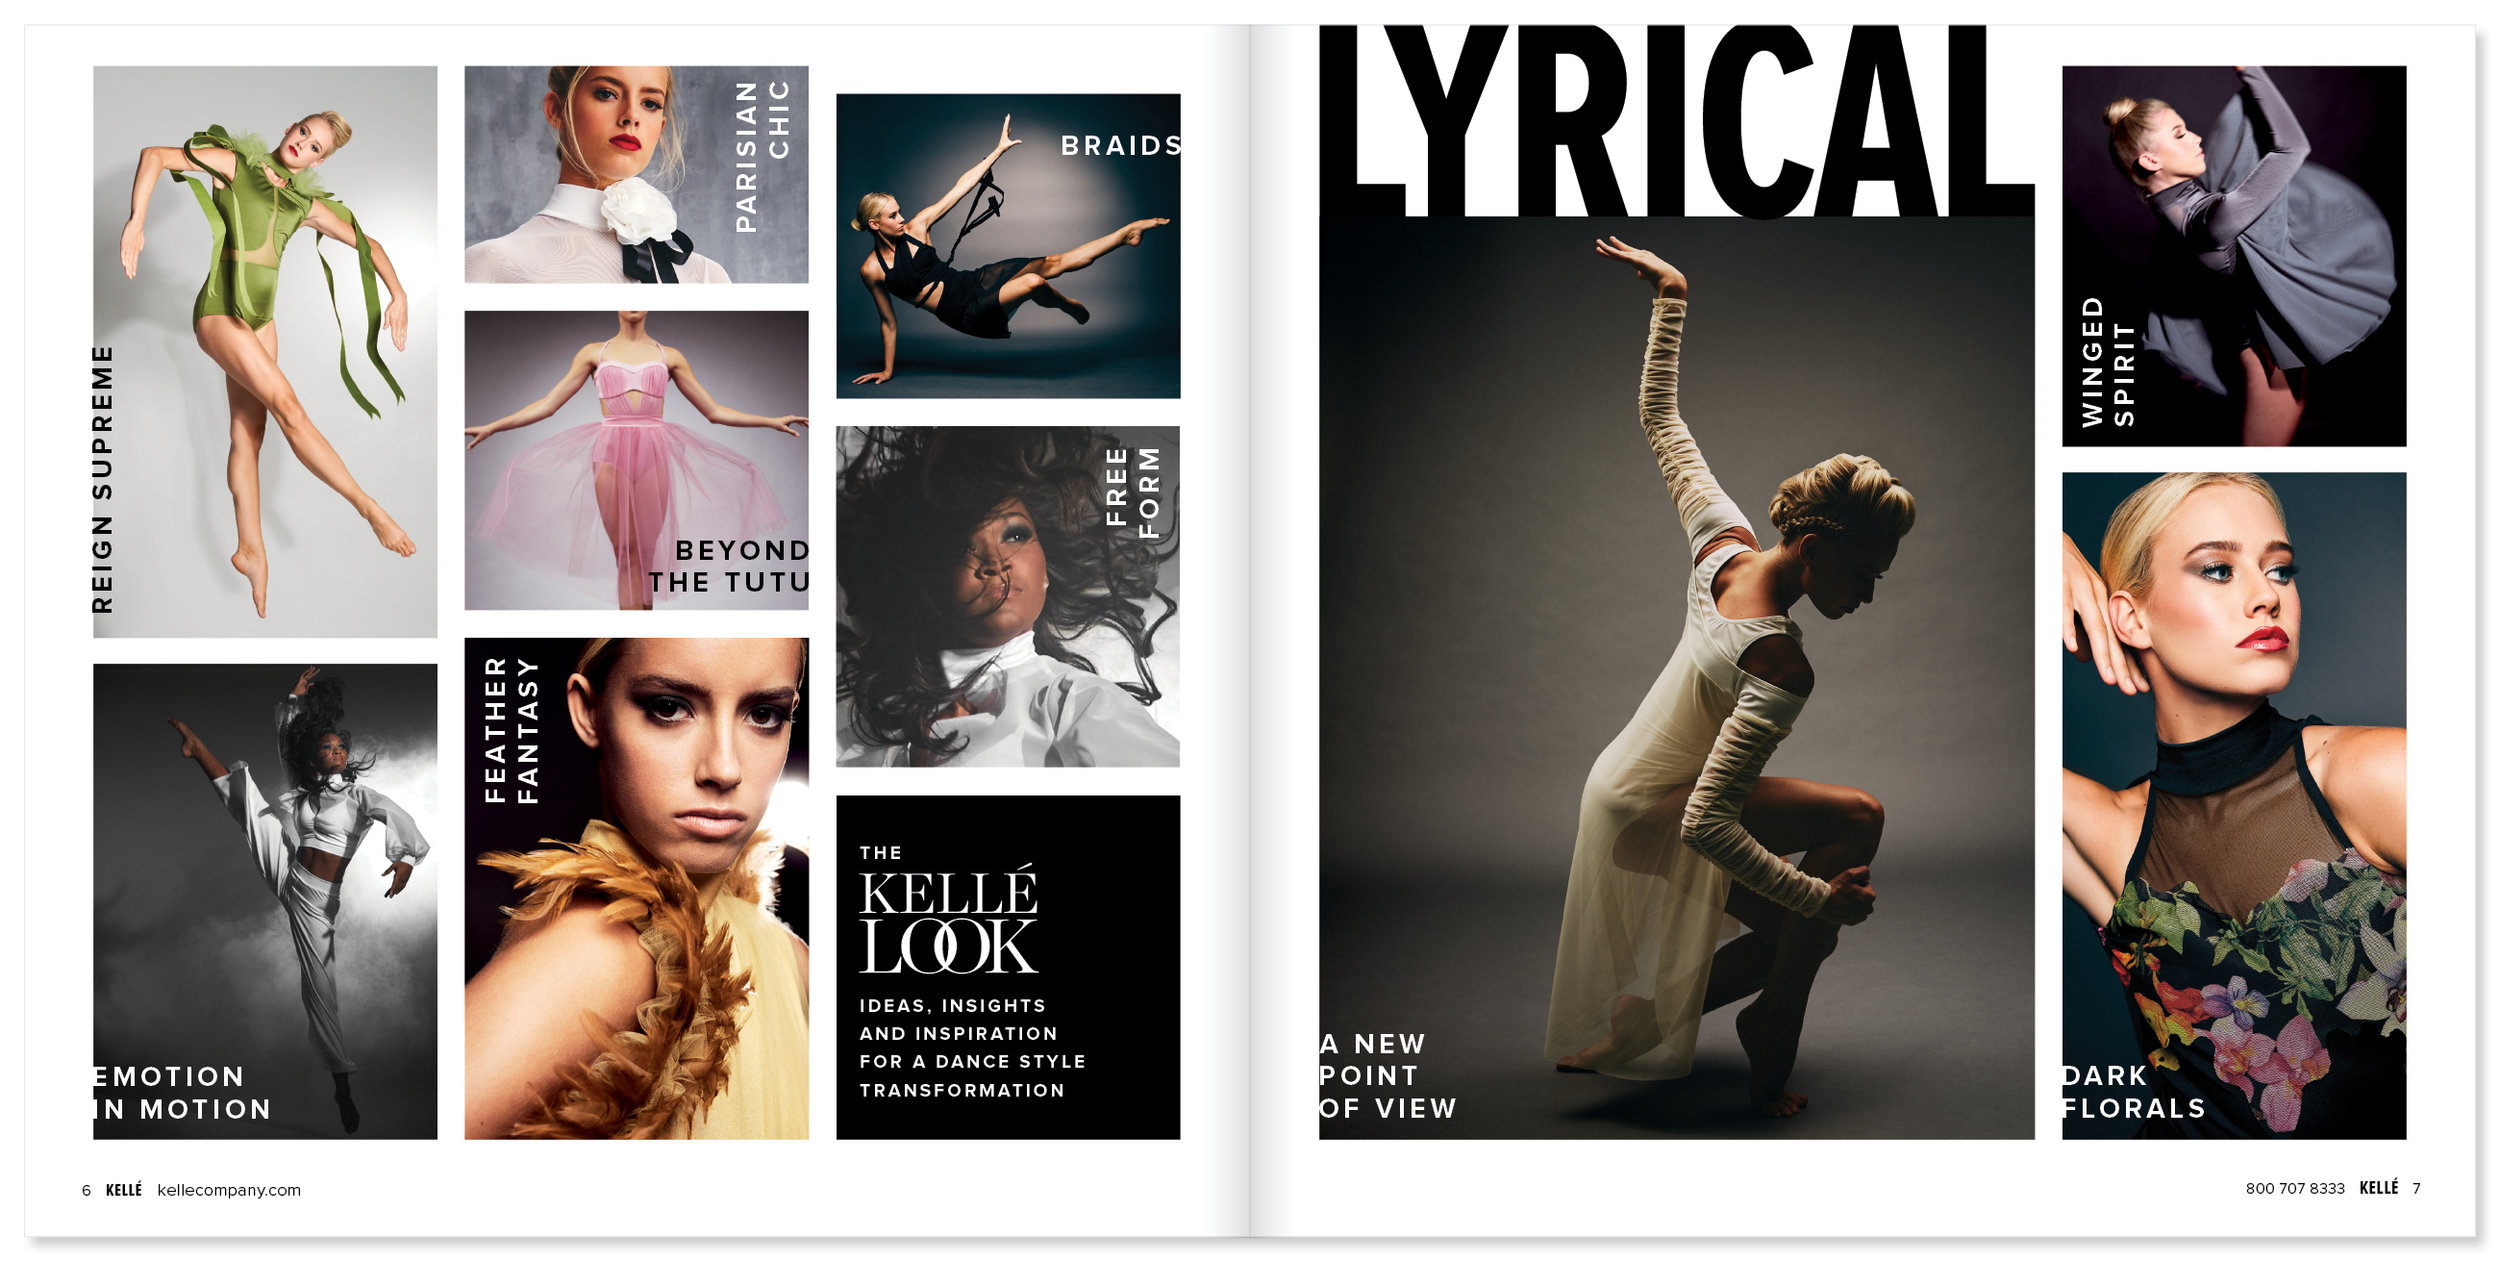 REIGN SUPREME
EMOTION
IN MOTION
PARISIAN
CHIC
BEYOND
THE TUTU
FEATHER
FANTASY
BRAIDS
FREE
FORM
THE
KELLÉ
LOOK
IDEAS, INSIGHTS
AND INSPIRATION
FOR A DANCE STYLE
TRANSFORMATION
6 KELLÉ kellecompany.com
LYRICAL
A NEW
POINT
OF VIEW
WINGED
SPIRIT
DARK
FLORALS
800 707 8333 KELLÉ 7